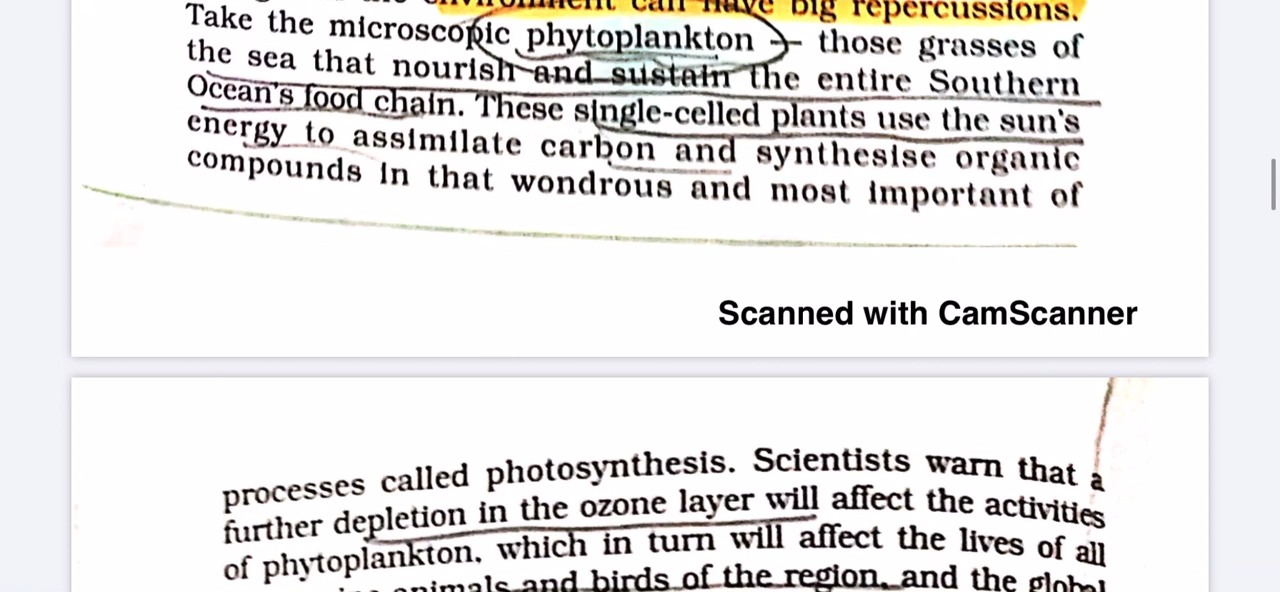 environment can have big repercussions.
Take the microscopic phytoplankton — those grasses of
the sea that nourish and sustain the entire Southern
Ocean's food chain. These single-celled plants use the sun's
energy to assimilate carbon and synthesise organic
compounds in that wondrous and most important of
Scanned with CamScanner
processes called photosynthesis. Scientists warn that a
further depletion in the ozone layer will affect the activities
of phytoplankton, which in turn will affect the lives of all
animals and birds of the region, and the global